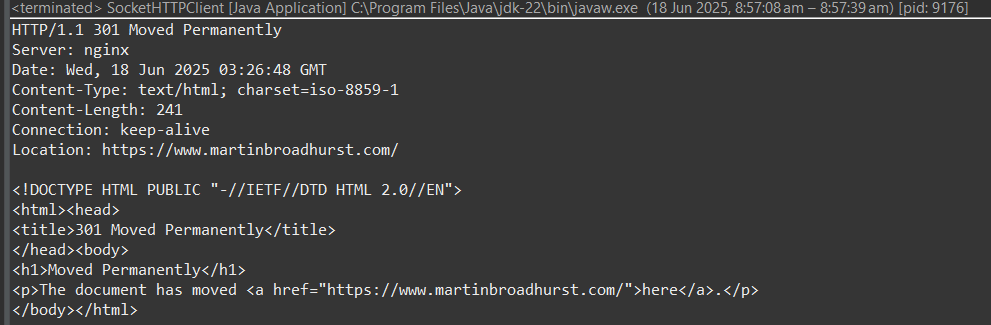 <terminated> SocketHTTPClient [Java Application] C:\Program Files\Java\jdk-22\bin\javaw.exe (18 Jun 2025, 8:57:08 am – 8:57:39 am) [pid: 9176]
HTTP/1.1 301 Moved Permanently
Server: nginx
Date: Wed, 18 Jun 2025 03:26:48 GMT
Content-Type: text/html; charset=iso-8859-1
Content-Length: 241
Connection: keep-alive
Location: https://www.martinbroadhurst.com/

<!DOCTYPE HTML PUBLIC "-//IETF//DTD HTML 2.0//EN">
<html><head>
<title>301 Moved Permanently</title>
</head><body>
<h1>Moved Permanently</h1>
<p>The document has moved <a href="https://www.martinbroadhurst.com/">here</a>.</p>
</body></html>